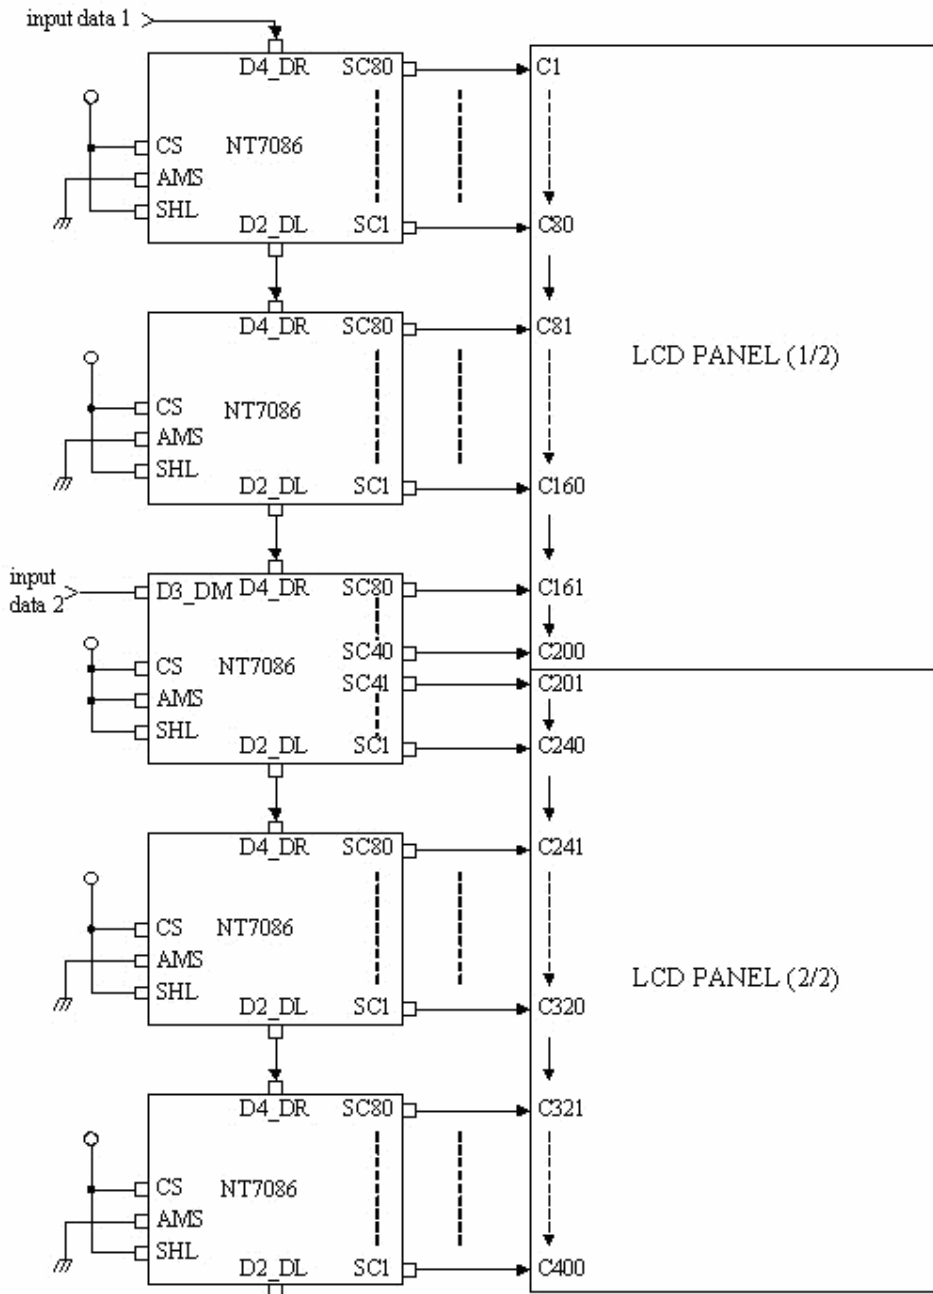 input data 1
D4_DR SC80 C1
CS NT7086
AMS
SHL
D2_DL SC1 C80
D4_DR SC80 C81
LCD PANEL (1/2)
CS NT7086
AMS
SHL
D2_DL SC1 C160
input
data 2
D3_DM D4_DR SC80 C161
SC40 C200
CS NT7086
SC41 C201
AMS
SHL
D2_DL SC1 C240
D4_DR SC80 C241
CS NT7086
AMS
LCD PANEL (2/2)
SHL
D2_DL SC1 C320
D4_DR SC80 C321
CS NT7086
AMS
SHL
D2_DL SC1 C400